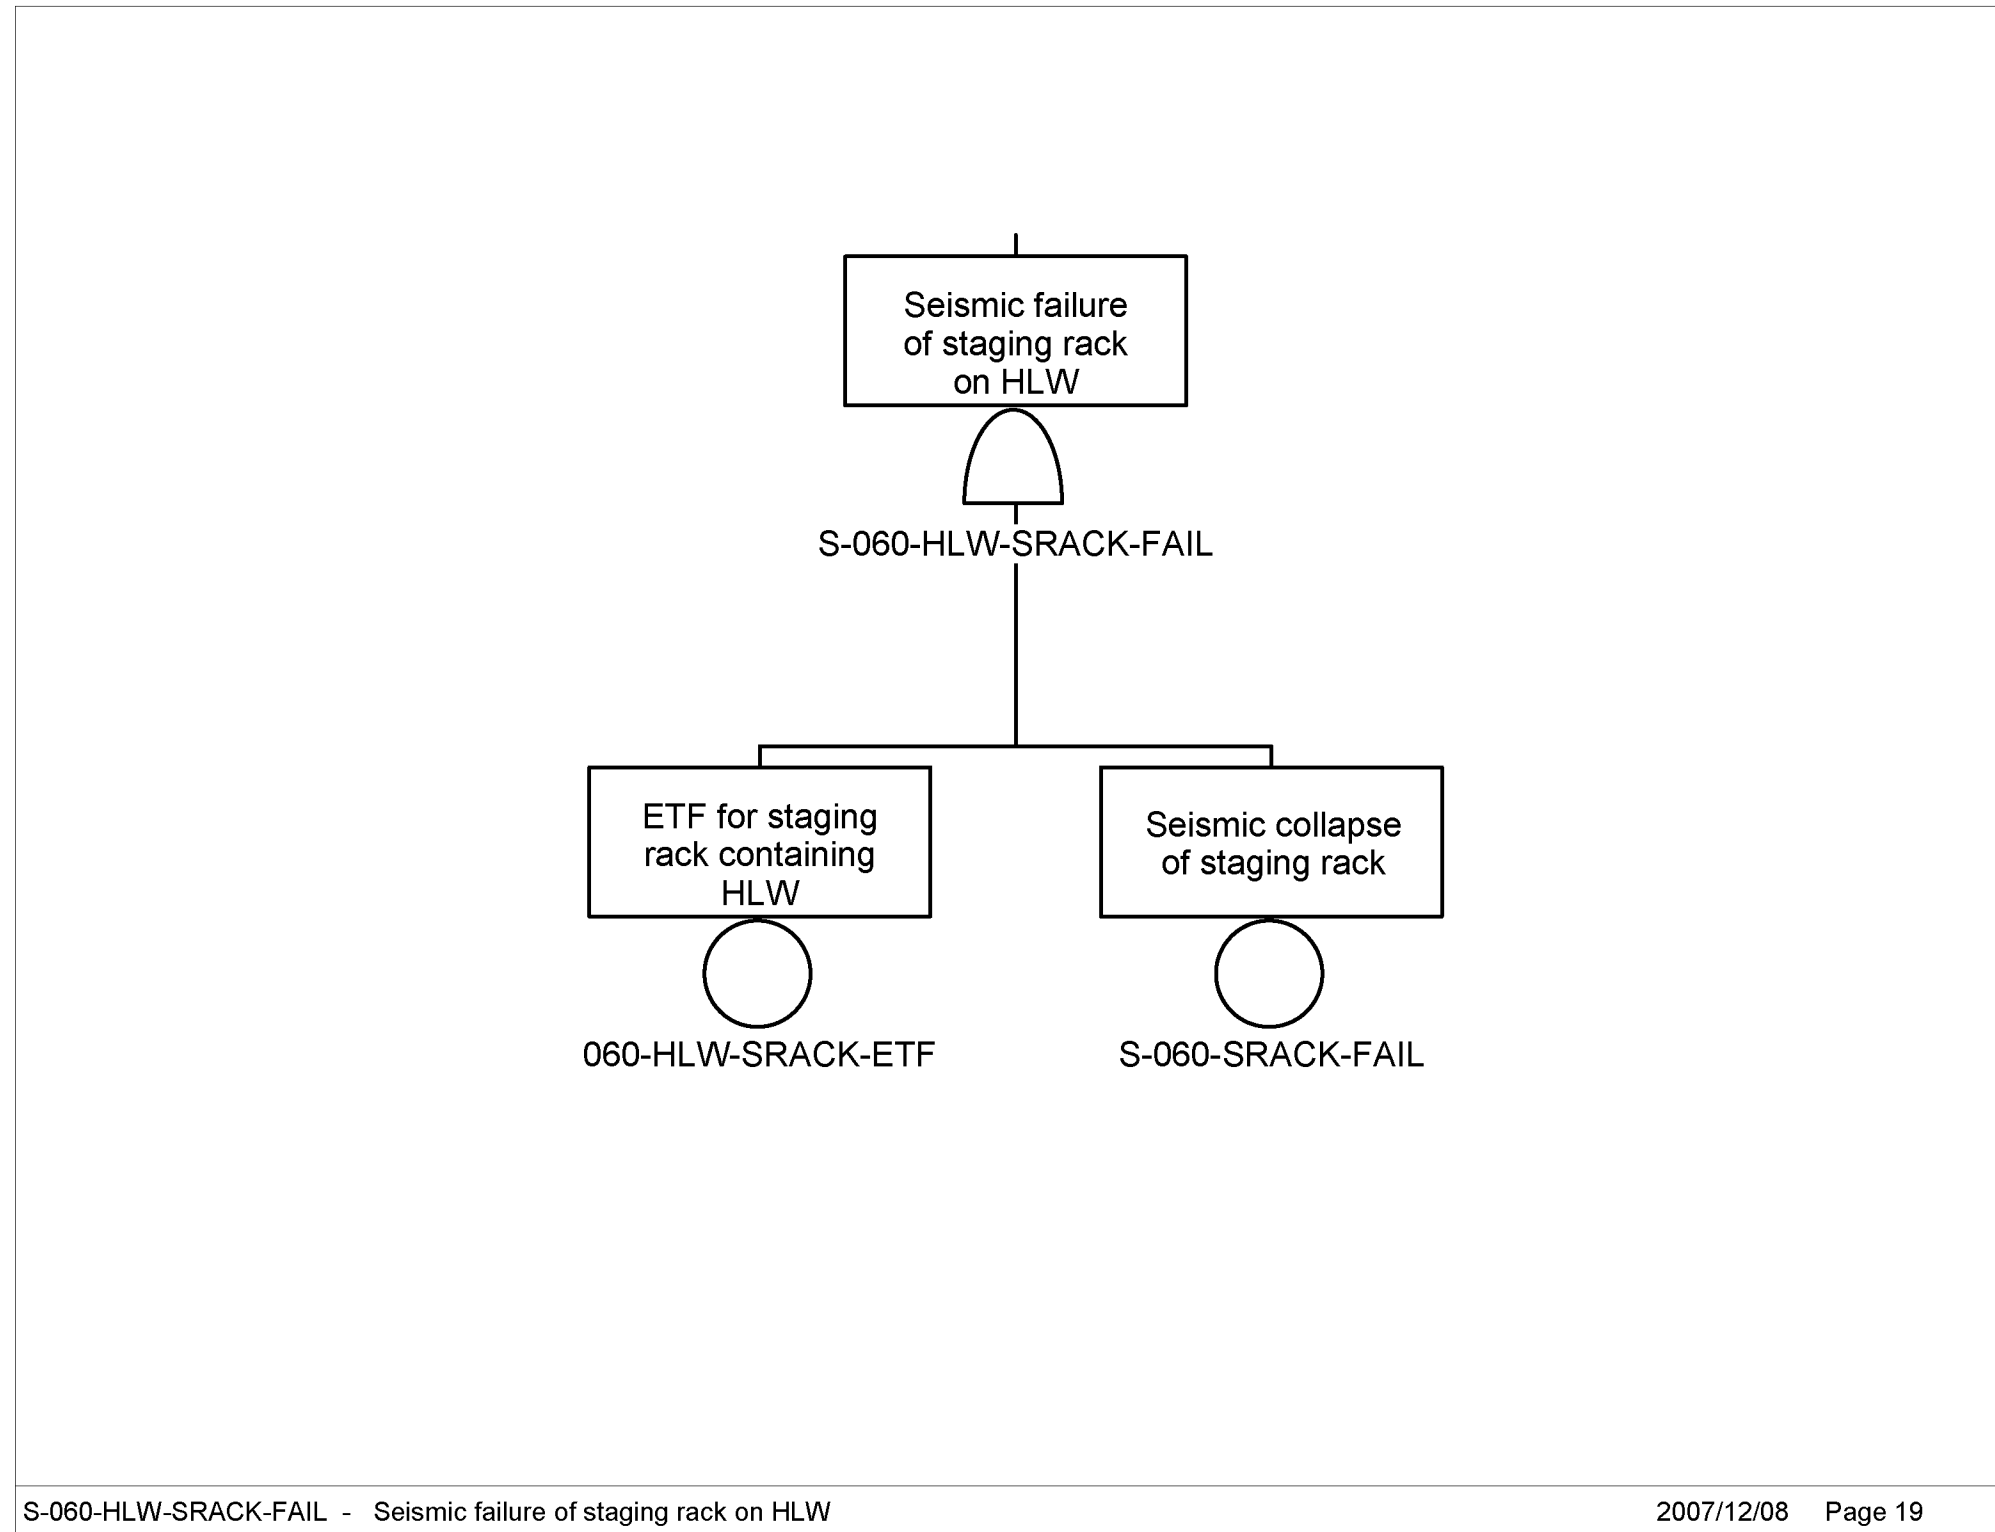 Seismic failure
of staging rack
on HLW
S-060-HLW-SRACK-FAIL
ETF for staging
rack containing
HLW
060-HLW-SRACK-ETF
Seismic collapse
of staging rack
S-060-SRACK-FAIL
S-060-HLW-SRACK-FAIL - Seismic failure of staging rack on HLW
2007/12/08 Page 19